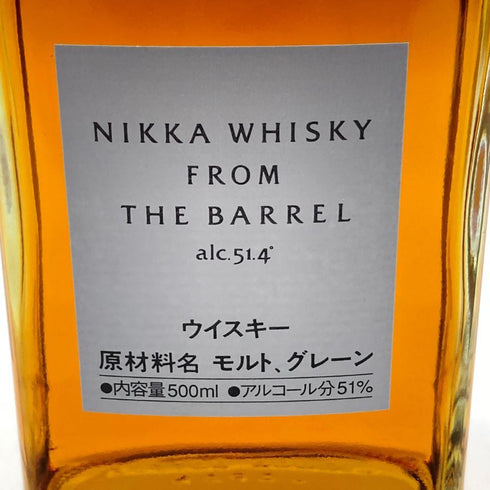 NIKKA WHISKY
FROM
THE BARREL
alc.51.4°
ウイスキー
原材料名 モルト、グレーン
●内容量500ml ●アルコール分51%